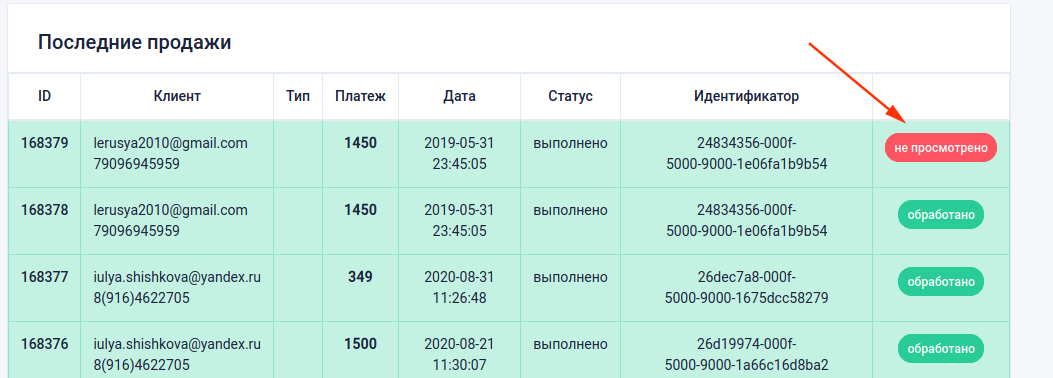 Последние продажи
ID Клиент Тип Платеж Дата Статус Идентификатор
168379 lerusya2010@gmail.com 1450 2019-05-31 выполнено 24834356-000f- не просмотрено
79096945959 23:45:05 5000-9000-1e06fa1b9b54
168378 lerusya2010@gmail.com 1450 2019-05-31 выполнено 24834356-000f- обработано
79096945959 23:45:05 5000-9000-1e06fa1b9b54
168377 iulya.shishkova@yandex.ru 349 2020-08-31 выполнено 26dec7a8-000f- обработано
8(916)4622705 11:26:48 5000-9000-1675dcc58279
168376 iulya.shishkova@yandex.ru 1500 2020-08-21 выполнено 26d19974-000f- обработано
8(916)4622705 11:30:07 5000-9000-1a66c16d8ba2